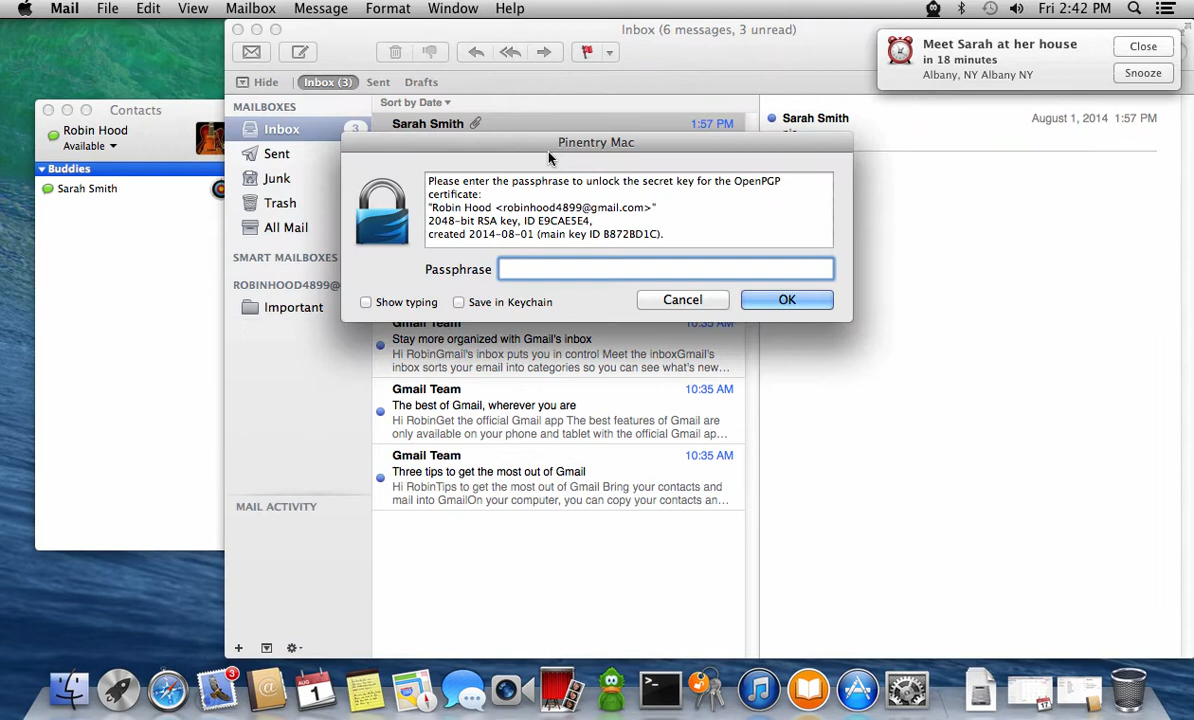 Mail File Edit View Mailbox Message Format Window Help Fri 2:42 PM
Inbox (6 messages, 3 unread)
Meet Sarah at her house
in 18 minutes
Albany, NY Albany NY
Close
Snooze
Hide Inbox (3) Sent Drafts
Contacts
Robin Hood
Available
Buddies
Sarah Smith
MAILBOXES
Inbox 3
Sent
Junk
Trash
All Mail
SMART MAILBOXES
ROBINHOOD4899@
Important
MAIL ACTIVITY
Sort by Date
Sarah Smith 1:57 PM
Sarah Smith August 1, 2014 1:57 PM
Pinentry Mac
Please enter the passphrase to unlock the secret key for the OpenPGP
certificate:
"Robin Hood <robinhood4899@gmail.com>"
2048-bit RSA key, ID E9CAE5E4,
created 2014-08-01 (main key ID B872BD1C).
Passphrase
Show typing Save in Keychain Cancel OK
Gmail Team 10:35 AM
Stay more organized with Gmail's inbox
Hi RobinGmail's inbox puts you in control Meet the inboxGmail's
inbox sorts your email into categories so you can see what's new...
Gmail Team 10:35 AM
The best of Gmail, wherever you are
Hi RobinGet the official Gmail app The best features of Gmail are
only available on your phone and tablet with the official Gmail ap...
Gmail Team 10:35 AM
Three tips to get the most out of Gmail
Hi RobinTips to get the most out of Gmail Bring your contacts and
mail into GmailOn your computer, you can copy your contacts an...
3
1
17